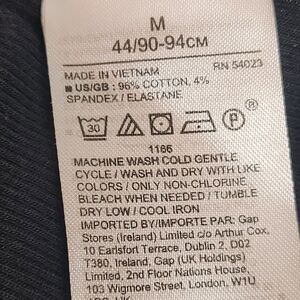 M
44/90-94CM
MADE IN VIETNAM RN 54023
■ US/GB : 96% COTTON, 4%
SPANDEX / ELASTANE
30 P
1166
MACHINE WASH COLD GENTLE
CYCLE / WASH AND DRY WITH LIKE
COLORS / ONLY NON-CHLORINE
BLEACH WHEN NEEDED / TUMBLE
DRY LOW / COOL IRON
IMPORTED BY/IMPORTE PAR: Gap
Stores (Ireland) Limited c/o Arthur Cox,
10 Earlsfort Terrace, Dublin 2, D02
T380, Ireland, Gap (UK Holdings)
Limited, 2nd Floor Nations House,
103 Wigmore Street, London, W1U